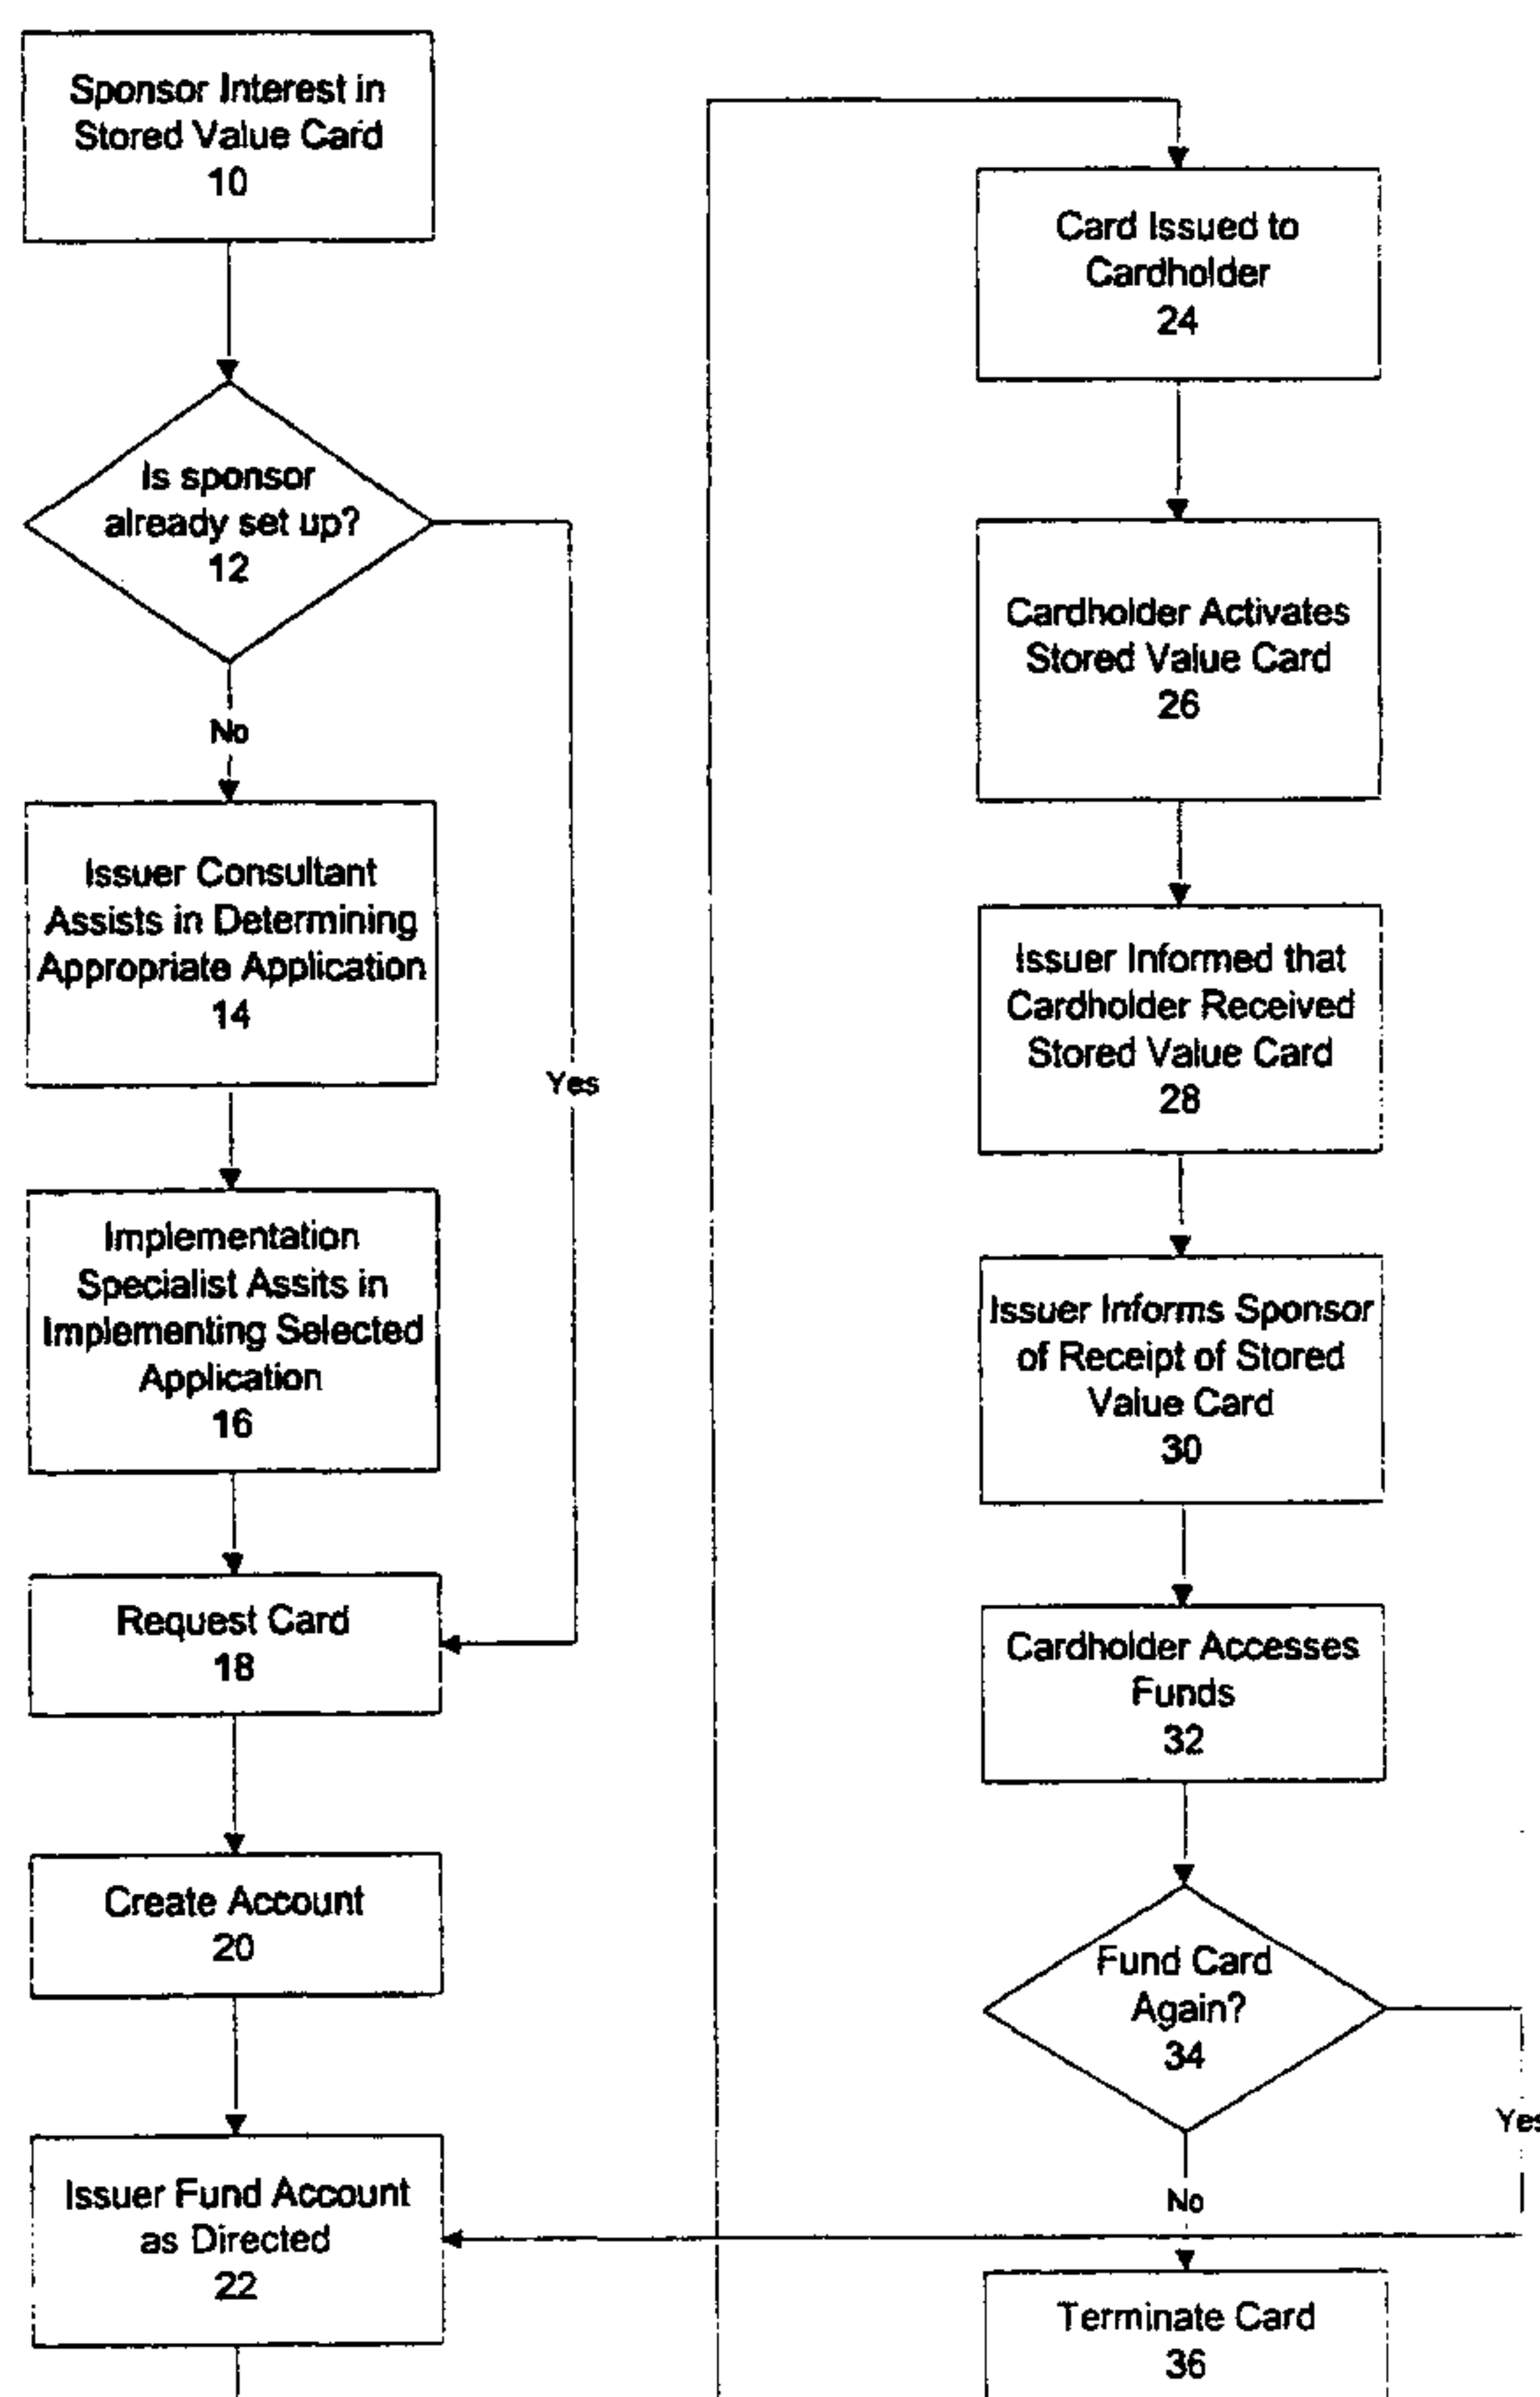 Sponsor Interest in
Stored Value Card
10
Is sponsor
already set up?
12
No
Yes
Issuer Consultant
Assists in Determining
Appropriate Application
14
Implementation
Specialist Assits in
Implementing Selected
Application
16
Request Card
18
Create Account
20
Issuer Fund Account
as Directed
22
Card Issued to
Cardholder
24
Cardholder Activates
Stored Value Card
26
Issuer Informed that
Cardholder Received
Stored Value Card
28
Issuer Informs Sponsor
of Receipt of Stored
Value Card
30
Cardholder Accesses
Funds
32
Fund Card
Again?
34
Yes
No
Terminate Card
36